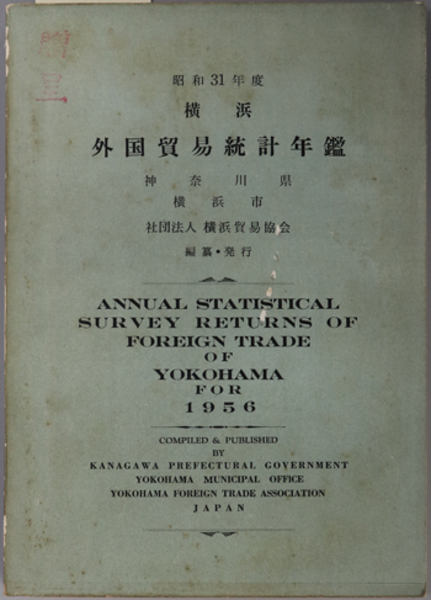 贈呈
昭和31年度
横浜
外国貿易統計年鑑
神奈川県
横浜市
社団法人 横浜貿易協会
編纂・発行
ANNUAL STATISTICAL
SURVEY RETURNS OF
FOREIGN TRADE
OF
YOKOHAMA
FOR
1956
COMPILED & PUBLISHED
BY
KANAGAWA PREFECTURAL GOVERNMENT
YOKOHAMA MUNICIPAL OFFICE
YOKOHAMA FOREIGN TRADE ASSOCIATION
JAPAN